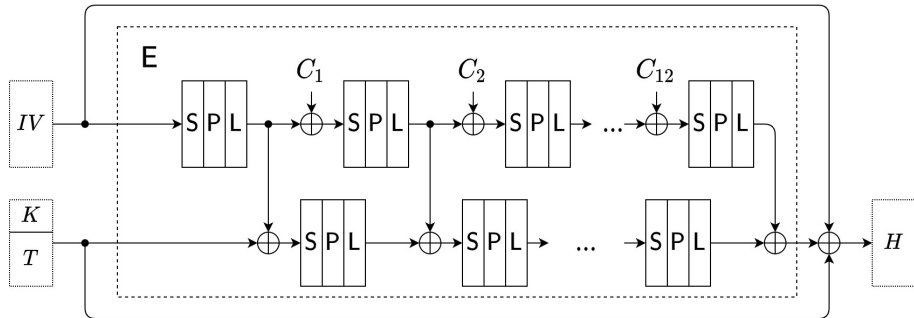 E
C₁ C₂ C₁₂
IV S P L S P L S P L ... S P L
K
T S P L S P L ... S P L H